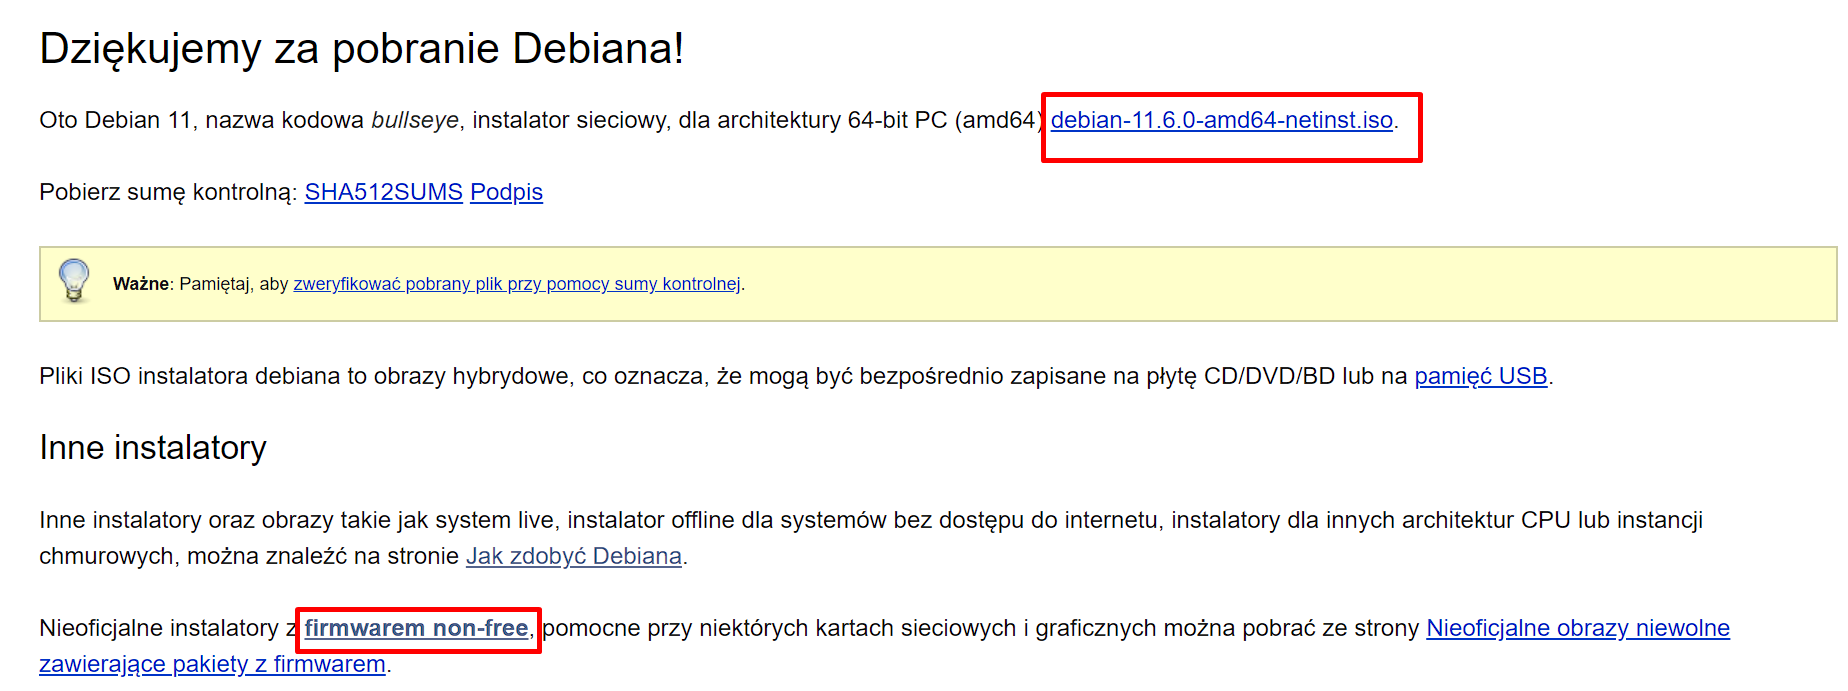 Dziękujemy za pobranie Debiana!
Oto Debian 11, nazwa kodowa bullseye, instalator sieciowy, dla architektury 64-bit PC (amd64) debian-11.6.0-amd64-netinst.iso.
Pobierz sumę kontrolną: SHA512SUMS Podpis
Ważne: Pamiętaj, aby zweryfikować pobrany plik przy pomocy sumy kontrolnej.
Pliki ISO instalatora debiana to obrazy hybrydowe, co oznacza, że mogą być bezpośrednio zapisane na płytę CD/DVD/BD lub na pamięć USB.
Inne instalatory
Inne instalatory oraz obrazy takie jak system live, instalator offline dla systemów bez dostępu do internetu, instalatory dla innych architektur CPU lub instancji
chmurowych, można znaleźć na stronie Jak zdobyć Debiana.
Nieoficjalne instalatory z firmwarem non-free, pomocne przy niektórych kartach sieciowych i graficznych można pobrać ze strony Nieoficjalne obrazy niewolne
zawierające pakiety z firmwarem.